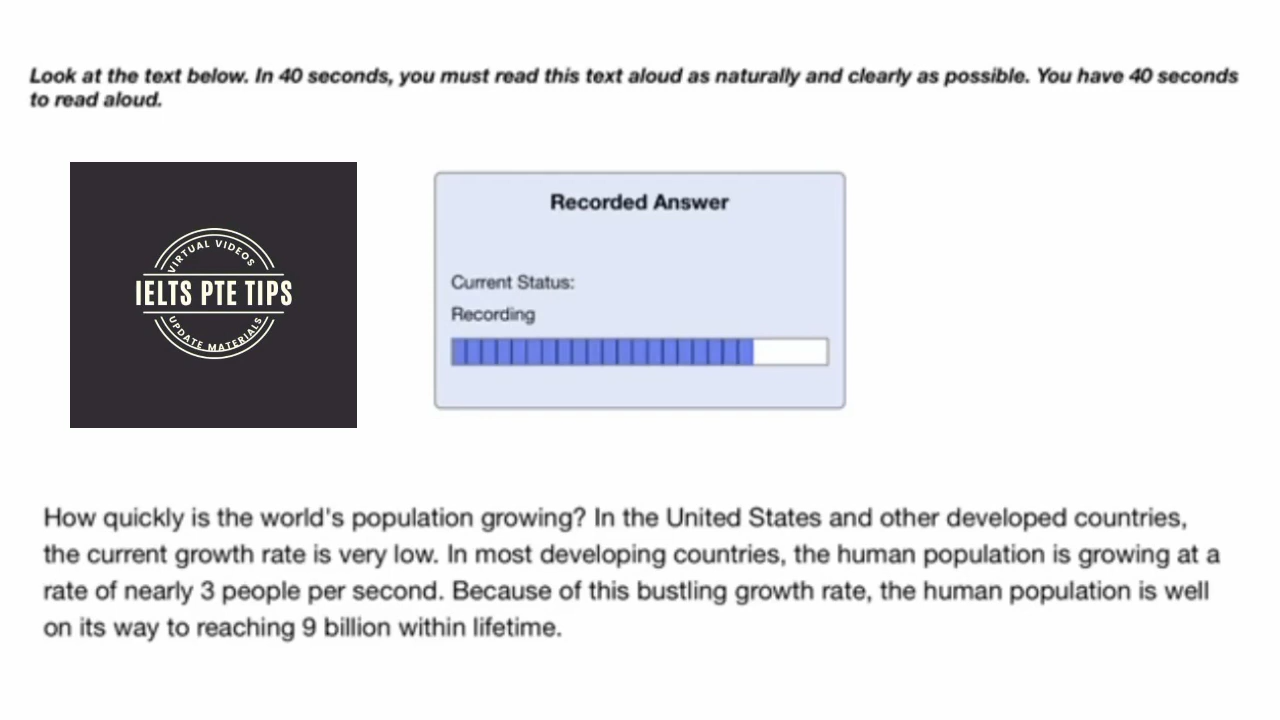 Look at the text below. In 40 seconds, you must read this text aloud as naturally and clearly as possible. You have 40 seconds
to read aloud.
VIRTUAL VIDEOS
IELTS PTE TIPS
UPDATE MATERIALS
Recorded Answer
Current Status:
Recording
How quickly is the world's population growing? In the United States and other developed countries,
the current growth rate is very low. In most developing countries, the human population is growing at a
rate of nearly 3 people per second. Because of this bustling growth rate, the human population is well
on its way to reaching 9 billion within lifetime.